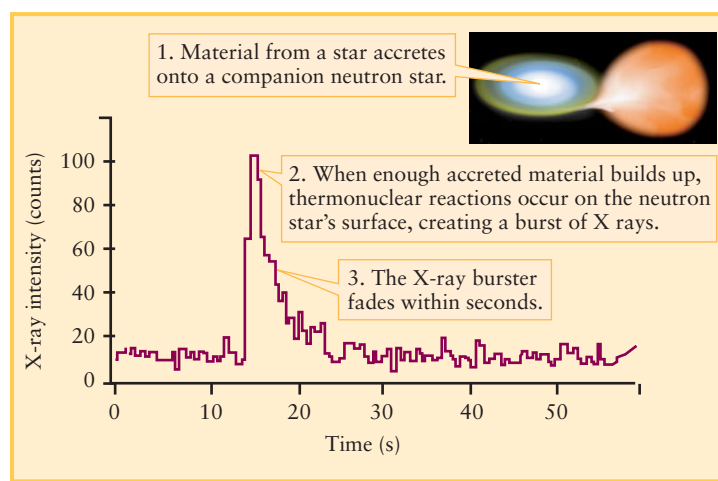 1. Material from a star accretes
onto a companion neutron star.
2. When enough accreted material builds up,
thermonuclear reactions occur on the neutron
star's surface, creating a burst of X rays.
3. The X-ray burster
fades within seconds.
X-ray intensity (counts)
100
80
60
40
20
0
0 10 20 30 40 50
Time (s)